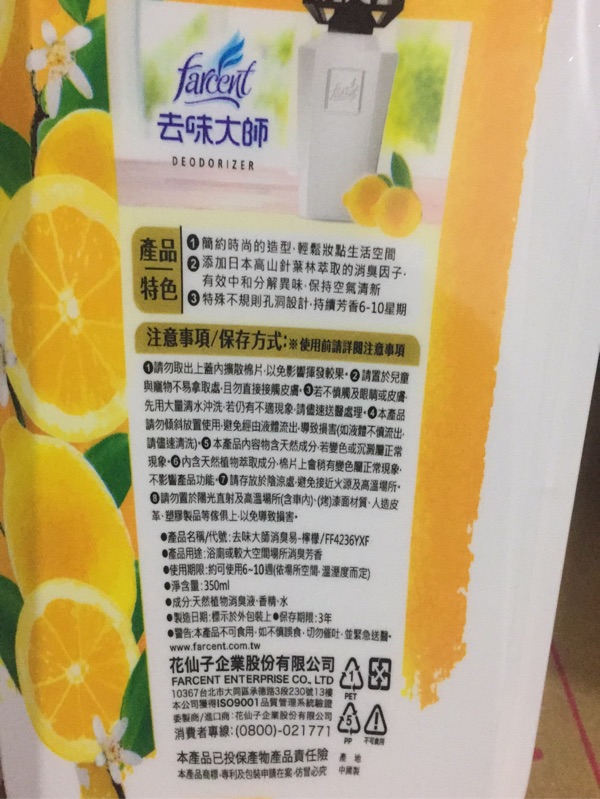 farcent
去味大師
DEODORIZER
產品
特色
❶簡約時尚的造型,輕鬆妝點生活空間
❷添加日本高山針葉林萃取的消臭因子,
有效中和分解異味,保持空氣清新
❸特殊不規則孔洞設計,持續芳香6-10星期
注意事項/保存方式:※使用前請詳閱注意事項
❶請勿取出上蓋內擴散棉片,以免影響揮發較果。❷請置於兒童
與寵物不易拿取處,且勿直接接觸皮膚。❸若不慎觸及眼睛或皮膚,
先用大量清水沖洗,若仍有不適現象,請儘速送醫處理。❹本產品
請勿傾斜放置使用,避免經由液體流出,導致損害(如液體不慎流出,
請儘速清洗)。❺本產品內容物含天然成分,若變色或沉澱屬正常
現象。❻內含天然植物萃取成分,棉片上會稍有變色屬正常現象,
不影響產品功能。❼請存放於陰涼處,避免接近火源及高溫場所。
❽請勿置於陽光直射及高溫場所(含車內)、(烤)漆面材質、人造皮
革、塑膠製品等傢俱上,以免導致損害。
●產品名稱/代號:去味大師消臭易-檸檬/FF4236YXF
●產品用途:浴廁或較大空間場所消臭芳香
●使用期限:約可使用6~10週(依場所空間、溫溼度而定)
●淨含量:350ml
●成分:天然植物消臭液、香精、水
●製造日期:標示於外包裝上●保存期限:3年
●警告:本產品不可食用,如不慎誤食,切勿催吐,並緊急送醫。
www.farcent.com.tw
花仙子企業股份有限公司
FARCENT ENTERPRISE CO., LTD
10367台北市大同區承德路3段230號13樓
本公司獲得ISO9001品質管理系統驗證
委製商/進口商:花仙子企業股份有限公司
消費者專線:(0800)-021771
1
PET
5
PP
不可食用
本產品已投保產物產品責任險
本產品商標、專利及包裝申請在案,仿冒必究
產地
中國製